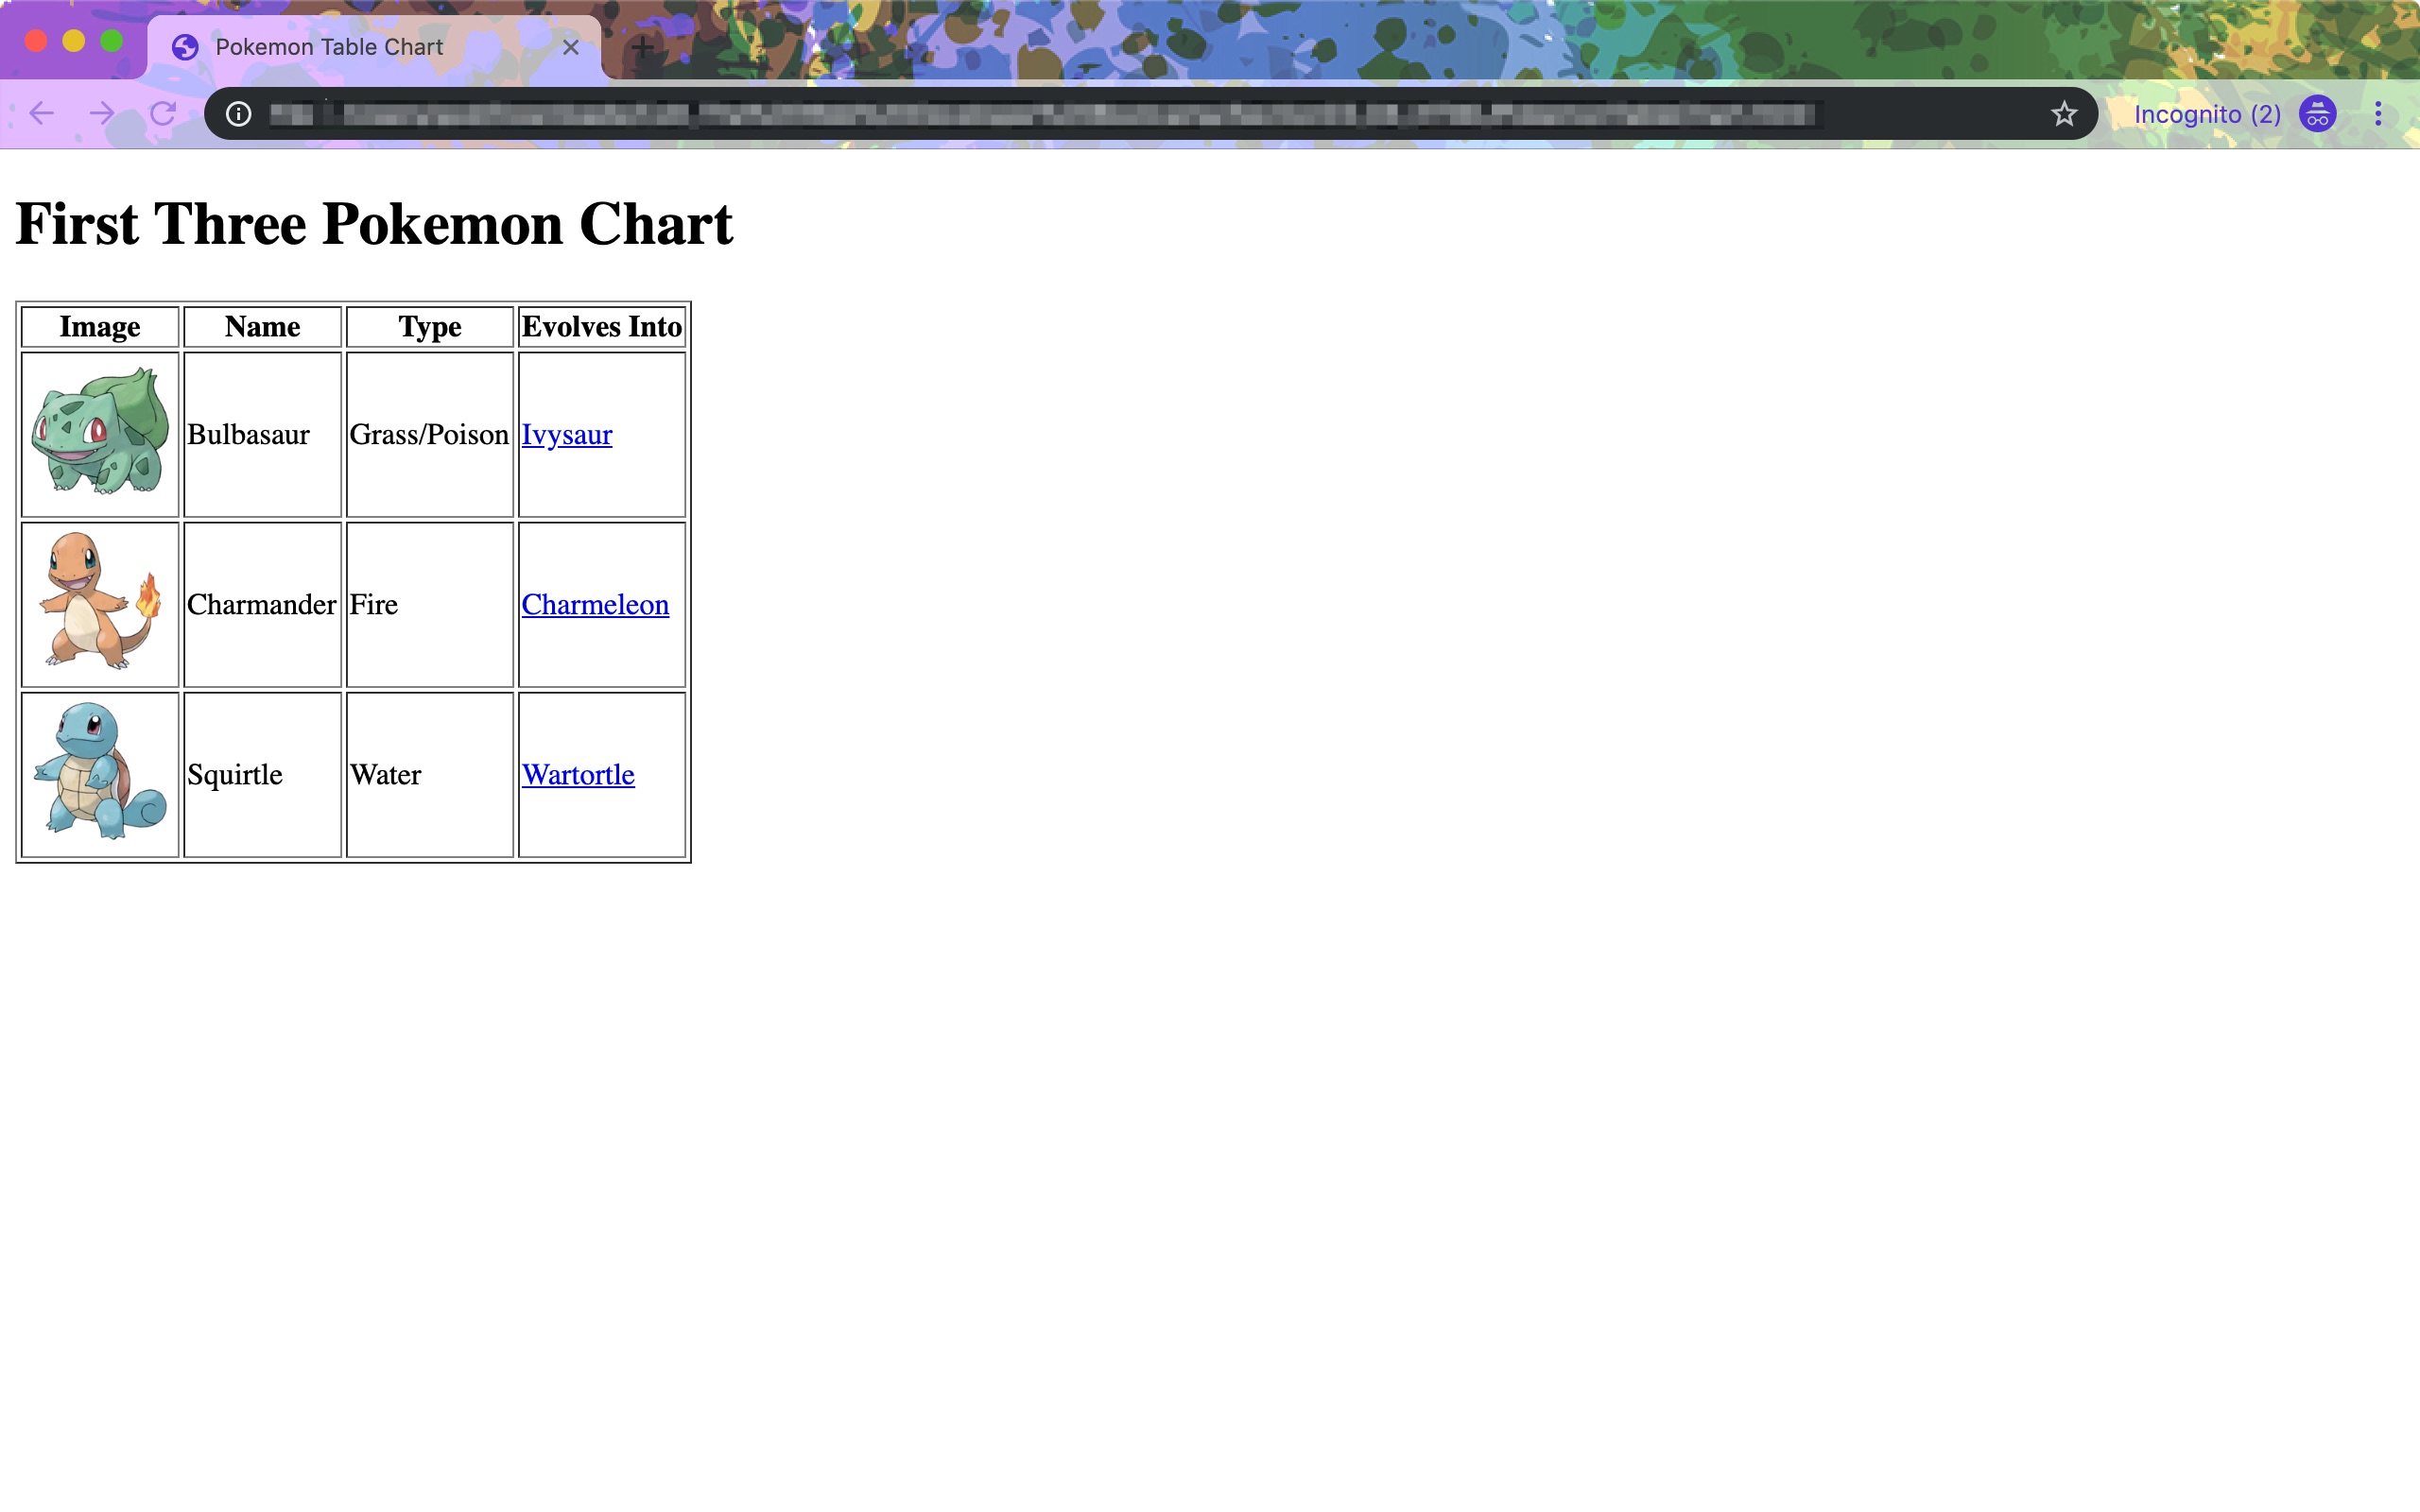 Pokemon Table Chart
Incognito (2)
First Three Pokemon Chart
Image Name Type Evolves Into
Bulbasaur Grass/Poison Ivysaur
Charmander Fire Charmeleon
Squirtle Water Wartortle